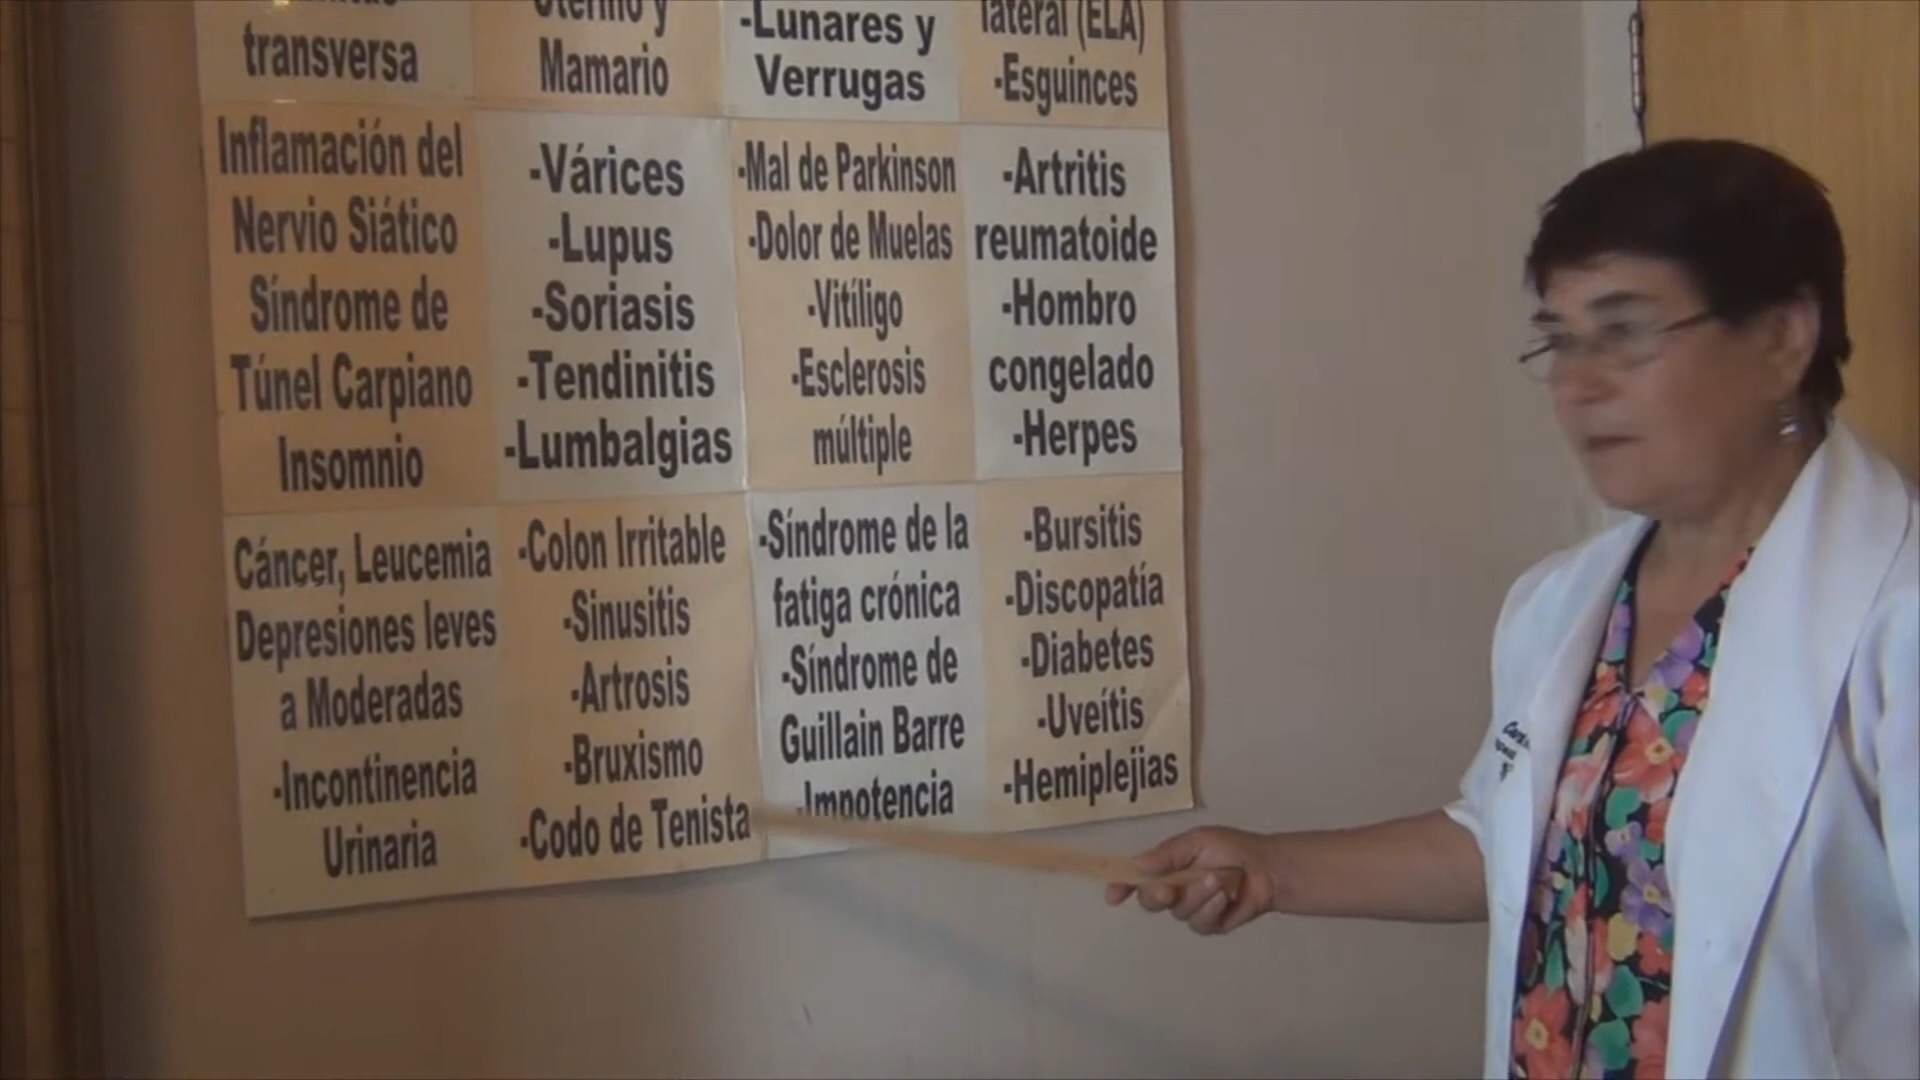 transversa
Uterino y
Mamario
-Lunares y
Verrugas
lateral (ELA)
-Esguinces
Inflamación del
Nervio Siático
Síndrome de
Túnel Carpiano
Insomnio
-Várices
-Lupus
-Soriasis
-Tendinitis
-Lumbalgias
-Mal de Parkinson
-Dolor de Muelas
-Vitíligo
-Esclerosis
múltiple
-Artritis
reumatoide
-Hombro
congelado
-Herpes
Cáncer, Leucemia
Depresiones leves
a Moderadas
-Incontinencia
Urinaria
-Colon Irritable
-Sinusitis
-Artrosis
-Bruxismo
-Codo de Tenista
-Síndrome de la
fatiga crónica
-Síndrome de
Guillain Barre
-Impotencia
-Bursitis
-Discopatía
-Diabetes
-Uveítis
-Hemiplejias